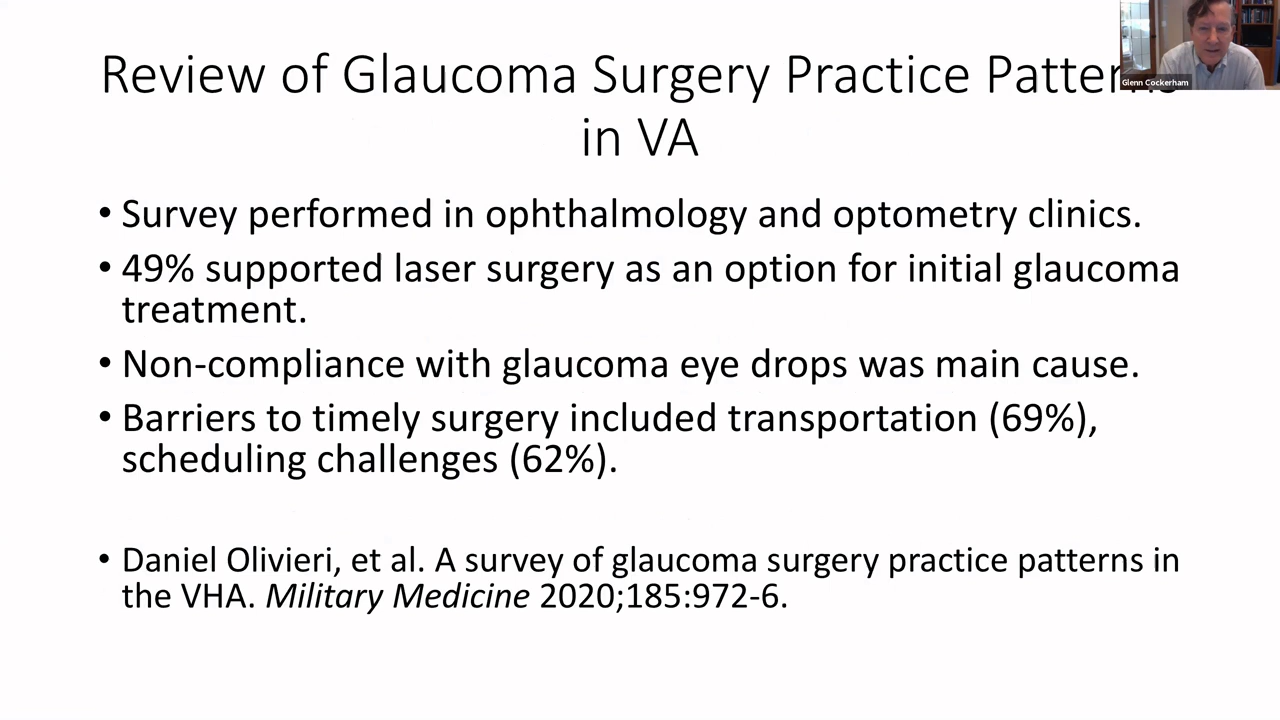 Review of Glaucoma Surgery Practice Patterns
in VA
Glenn Cockerham
• Survey performed in ophthalmology and optometry clinics.
• 49% supported laser surgery as an option for initial glaucoma
treatment.
• Non-compliance with glaucoma eye drops was main cause.
• Barriers to timely surgery included transportation (69%),
scheduling challenges (62%).
• Daniel Olivieri, et al. A survey of glaucoma surgery practice patterns in
the VHA. Military Medicine 2020;185:972-6.